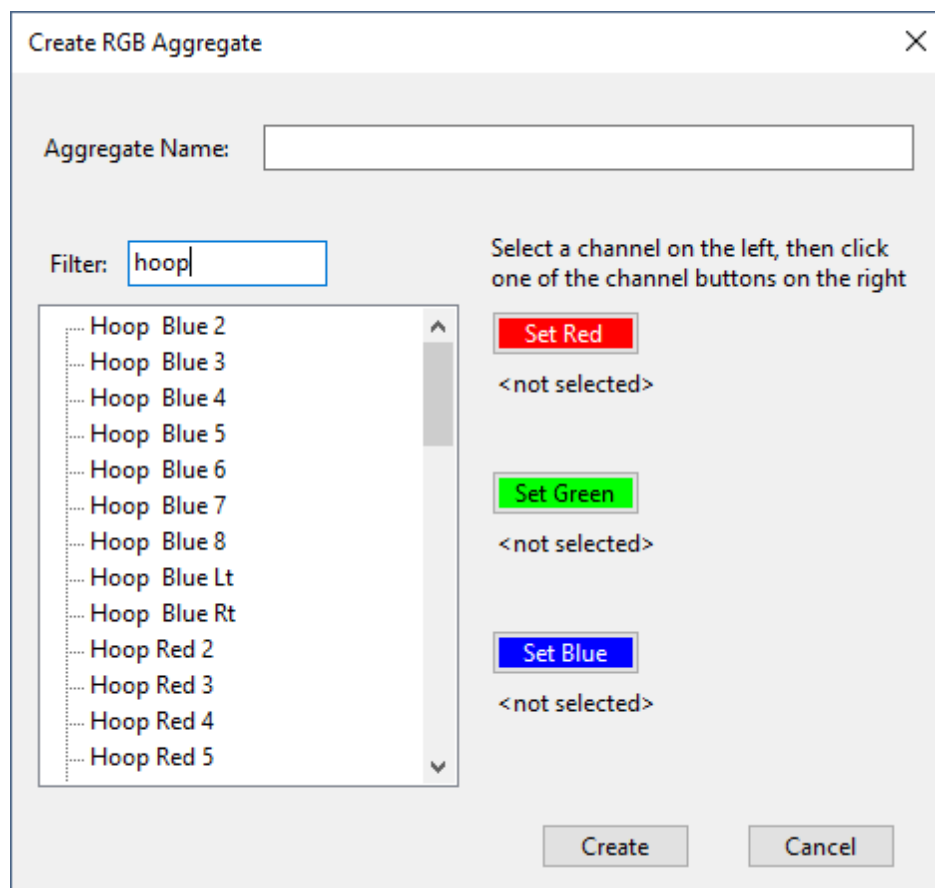 Create RGB Aggregate
Aggregate Name:
Filter: hoop
Select a channel on the left, then click
one of the channel buttons on the right
Hoop  Blue 2
Hoop  Blue 3
Hoop  Blue 4
Hoop  Blue 5
Hoop  Blue 6
Hoop  Blue 7
Hoop  Blue 8
Hoop  Blue Lt
Hoop  Blue Rt
Hoop Red 2
Hoop Red 3
Hoop Red 4
Hoop Red 5
Set Red
<not selected>
Set Green
<not selected>
Set Blue
<not selected>
Create
Cancel